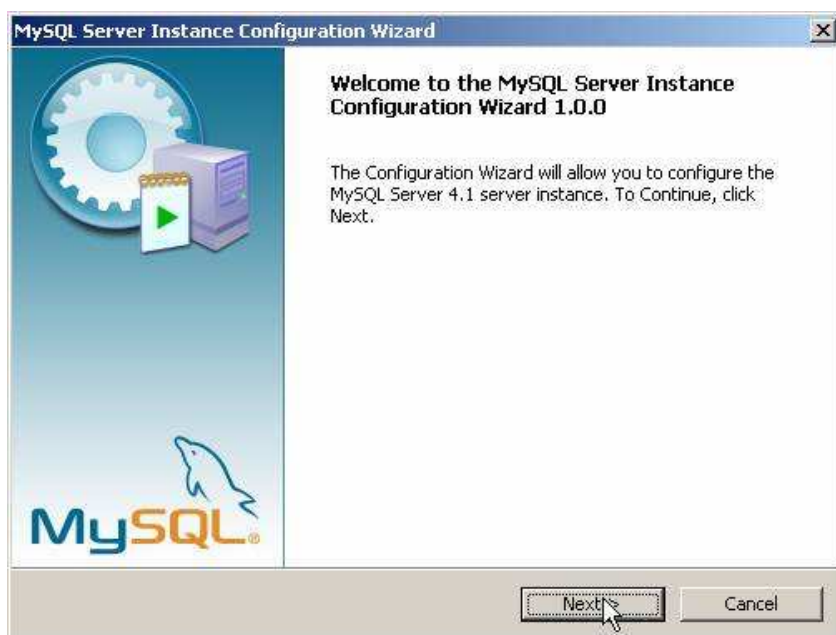 MySQL Server Instance Configuration Wizard
Welcome to the MySQL Server Instance
Configuration Wizard 1.0.0
The Configuration Wizard will allow you to configure the
MySQL Server 4.1 server instance. To Continue, click
Next.
MySQL®
Next >
Cancel